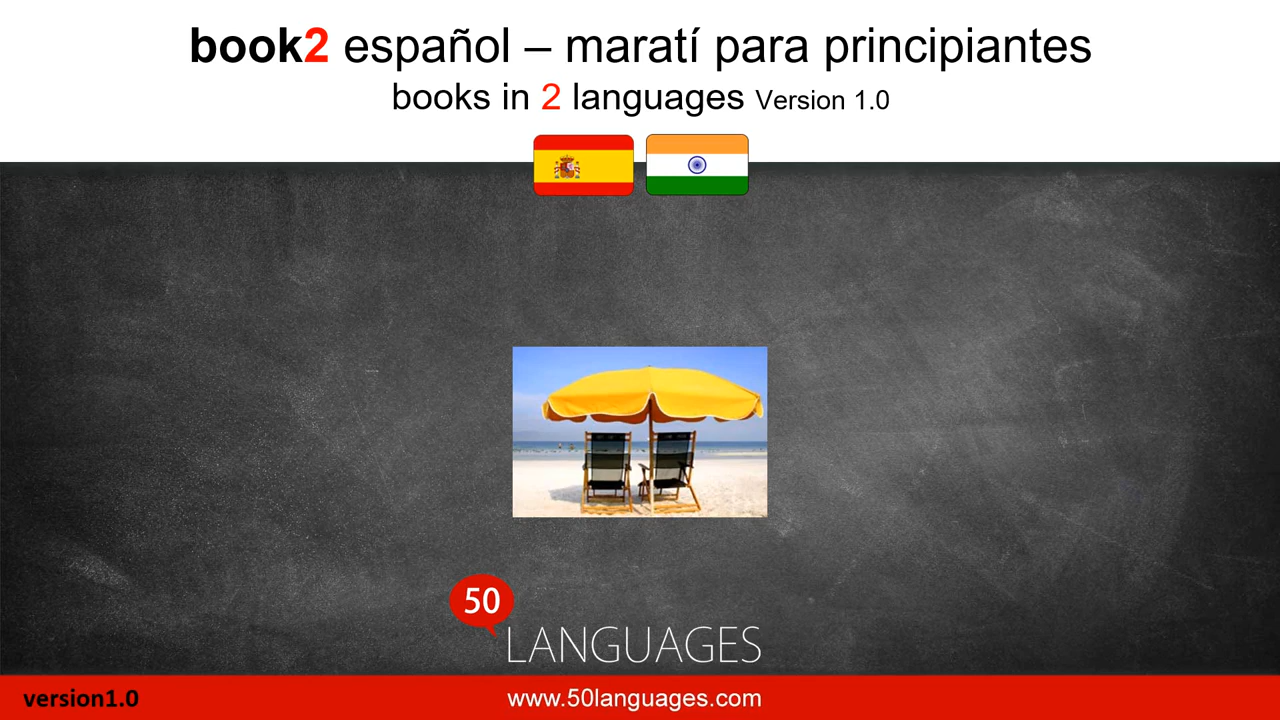 book2 español – maratí para principiantes
books in 2 languages Version 1.0
50
LANGUAGES
version1.0
www.50languages.com